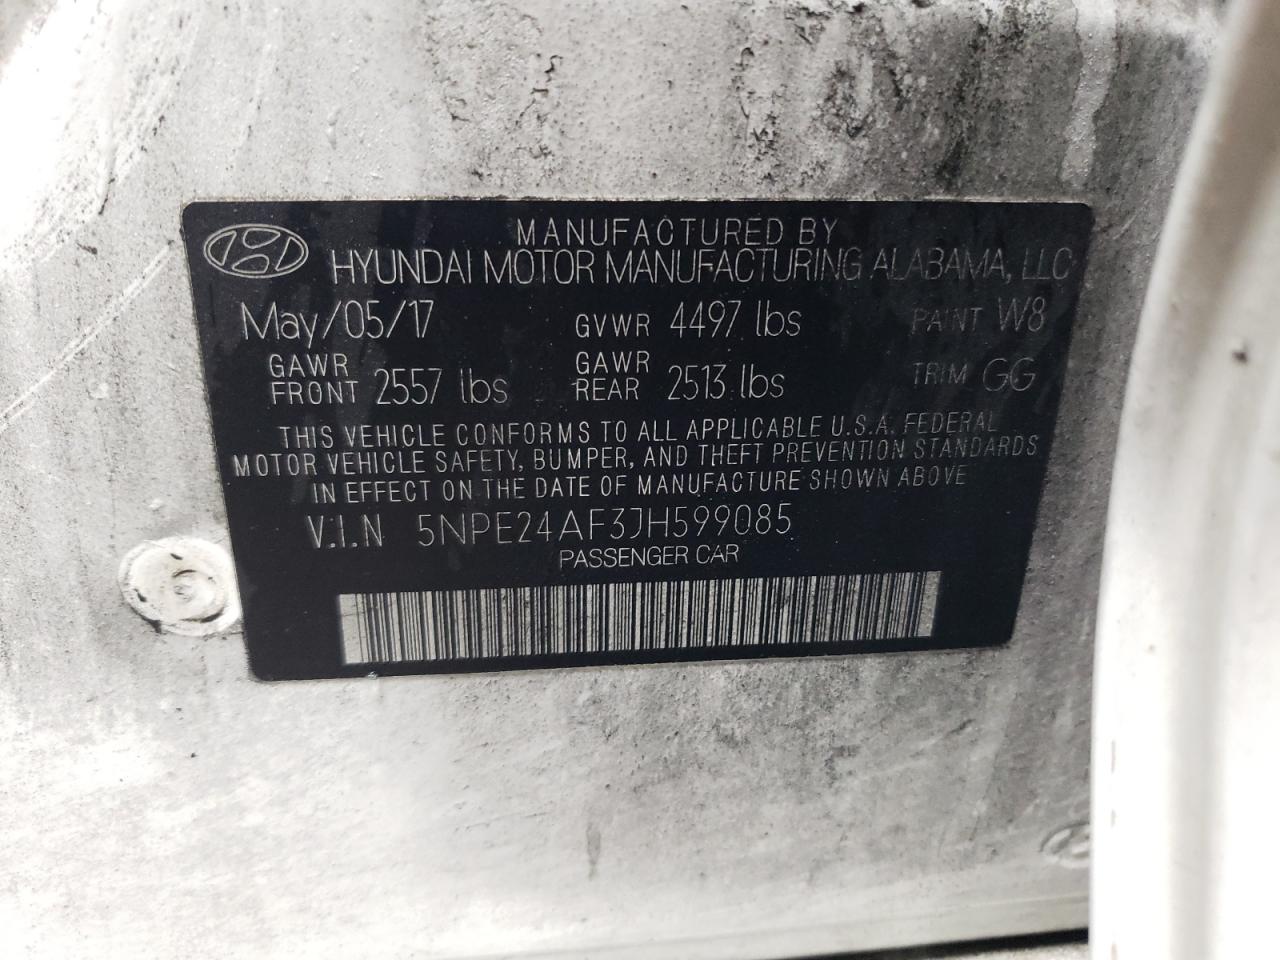 MANUFACTURED BY
HYUNDAI MOTOR MANUFACTURING ALABAMA, LLC
May/05/17 GVWR 4497 lbs PAINT W8
GAWR FRONT 2557 lbs GAWR REAR 2513 lbs TRIM GG
THIS VEHICLE CONFORMS TO ALL APPLICABLE U.S.A. FEDERAL
MOTOR VEHICLE SAFETY, BUMPER, AND THEFT PREVENTION STANDARDS
IN EFFECT ON THE DATE OF MANUFACTURE SHOWN ABOVE
V.I.N 5NPE24AF3JH599085
PASSENGER CAR